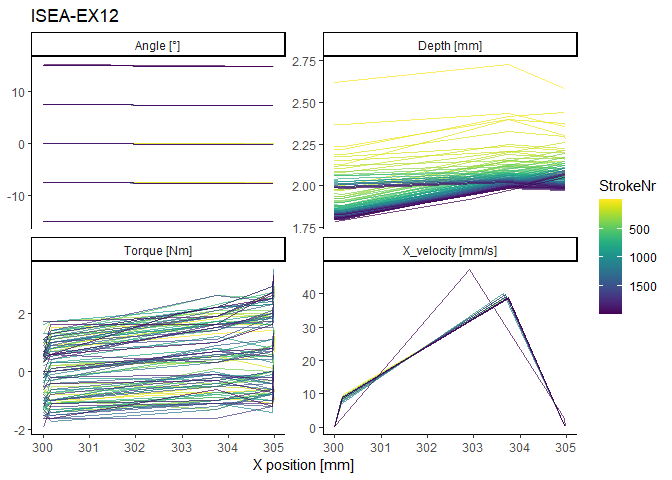 ISEA-EX12
Angle [°]
Depth [mm]
10
0
-10
2.75
2.50
2.25
2.00
1.75
StrokeNr
500
1000
1500
Torque [Nm]
X_velocity [mm/s]
2
0
-2
40
30
20
10
0
300 301 302 303 304 305
300 301 302 303 304 305
X position [mm]